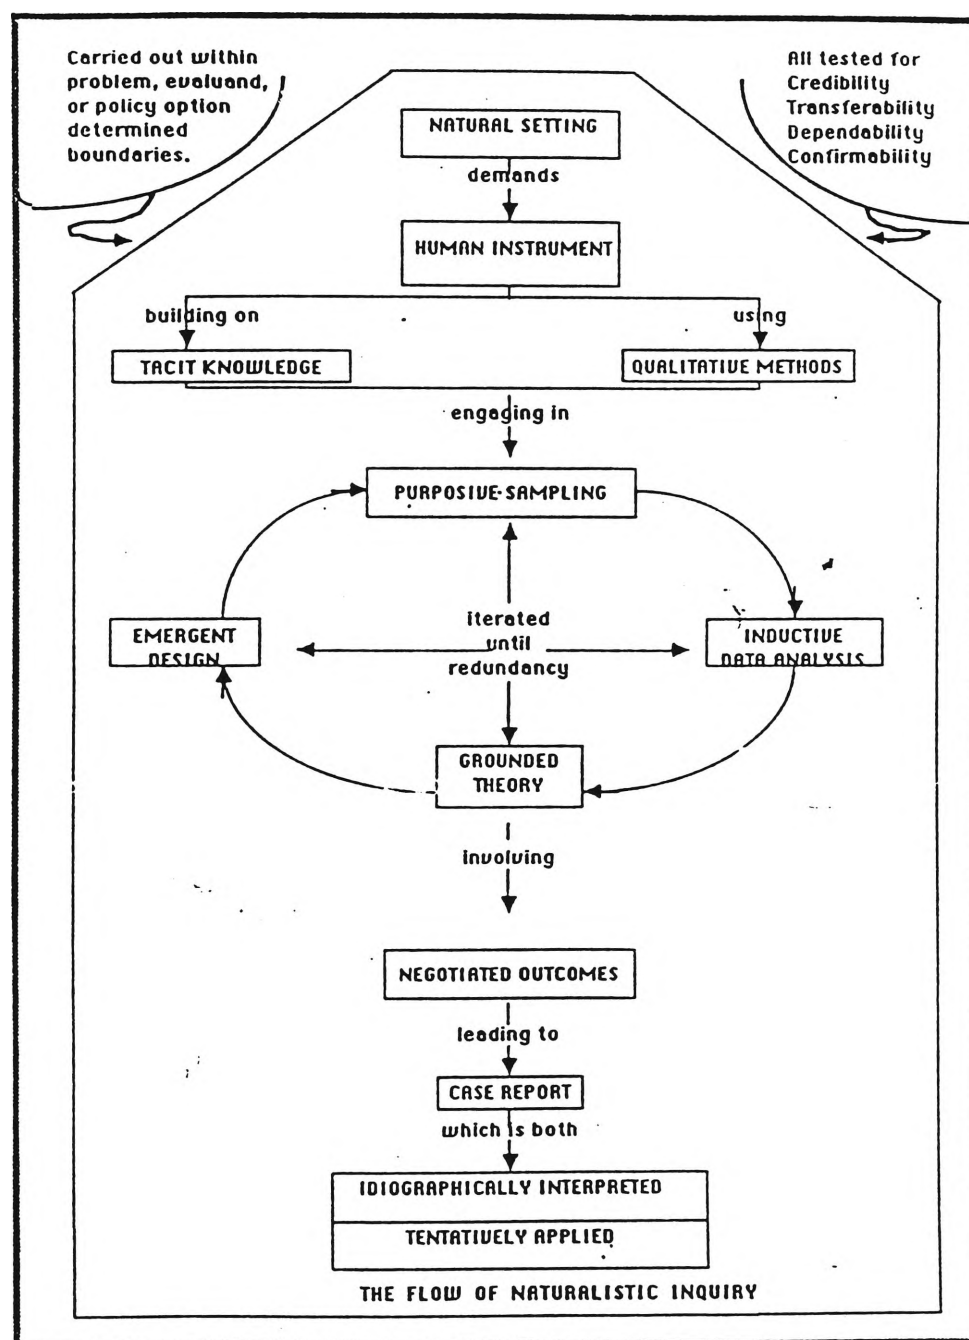 Carried out within
problem, evaluand,
or policy option
determined
boundaries.
All tested for
Credibility
Transferability
Dependability
Confirmability
NATURAL SETTING
demands
HUMAN INSTRUMENT
building on
using
TACIT KNOWLEDGE
QUALITATIVE METHODS
engaging in
PURPOSIVE-SAMPLING
EMERGENT
DESIGN
iterated
until
redundancy
INDUCTIVE
DATA ANALYSIS
GROUNDED
THEORY
involving
NEGOTIATED OUTCOMES
leading to
CASE REPORT
which is both
IDIOGRAPHICALLY INTERPRETED
TENTATIVELY APPLIED
THE FLOW OF NATURALISTIC INQUIRY